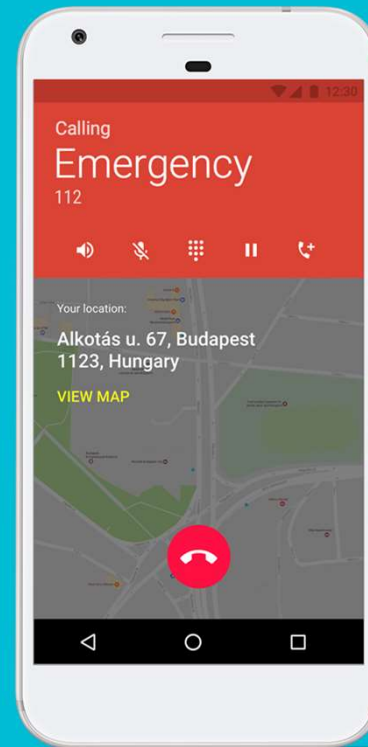 12:30
Calling
Emergency
112
Your location:
Alkotás u. 67, Budapest
1123, Hungary
VIEW MAP